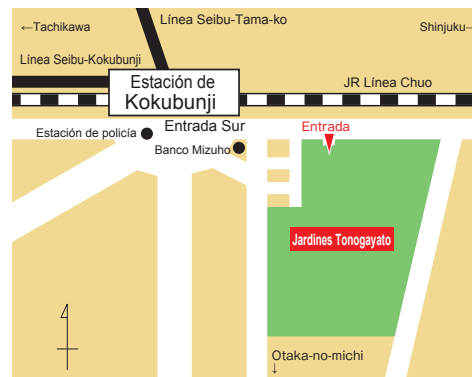 ←Tachikawa
Línea Seibu-Tama-ko
Shinjuku→
Línea Seibu-Kokubunji
Estación de
Kokubunji
JR Línea Chuo
Estación de policía
Entrada Sur
Entrada
Banco Mizuho
Jardines Tonogayato
Otaka-no-michi
↓